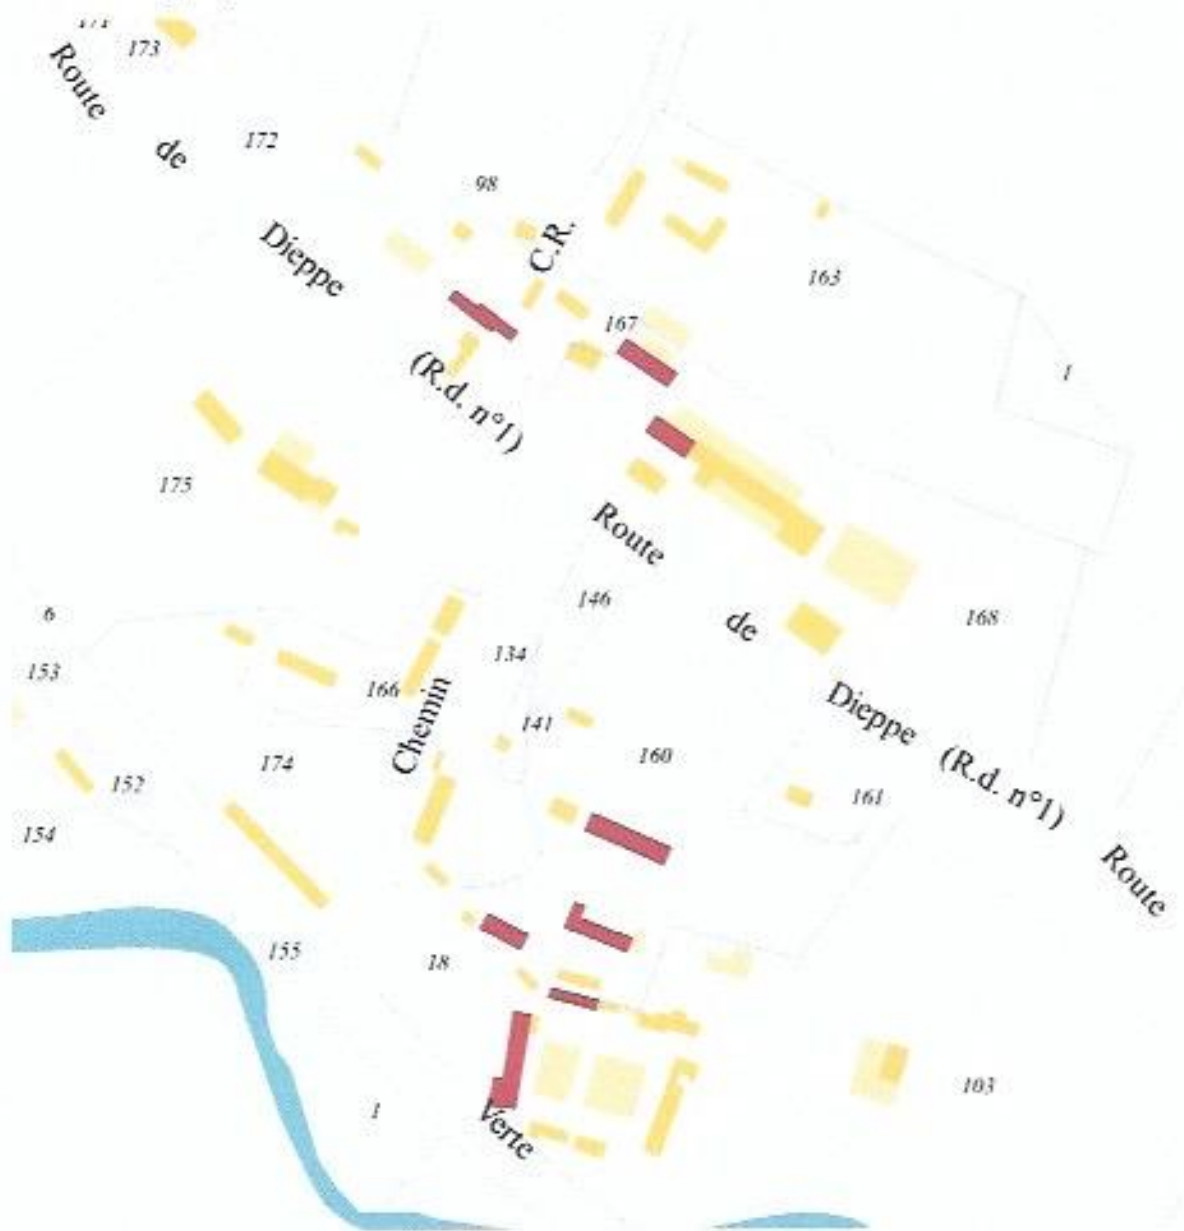 173
Route
de
172
98
Dieppe
C.R.
163
167
(R.d. n°1)
1
175
Route
146
de
168
6
134
153
166
Dieppe (R.d. n°1)
Chemin
141
160
174
152
161
154
Route
155
18
103
1
Verte